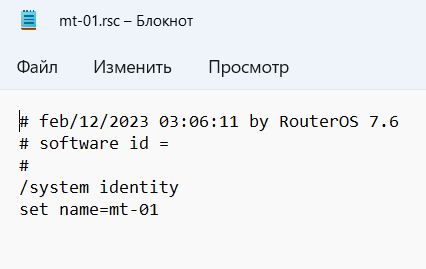 mt-01.rsc – Блокнот
Файл Изменить Просмотр
# feb/12/2023 03:06:11 by RouterOS 7.6
# software id =
#
/system identity
set name=mt-01